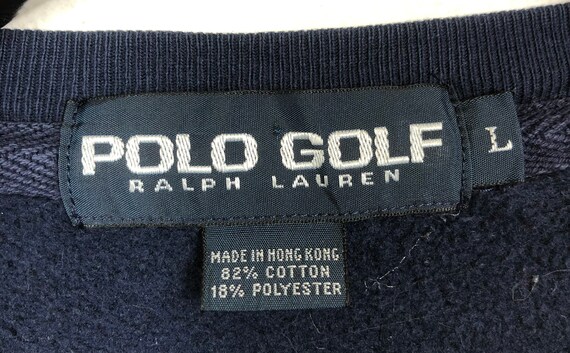 POLO GOLF
RALPH LAUREN
L
MADE IN HONG KONG
82% COTTON
18% POLYESTER